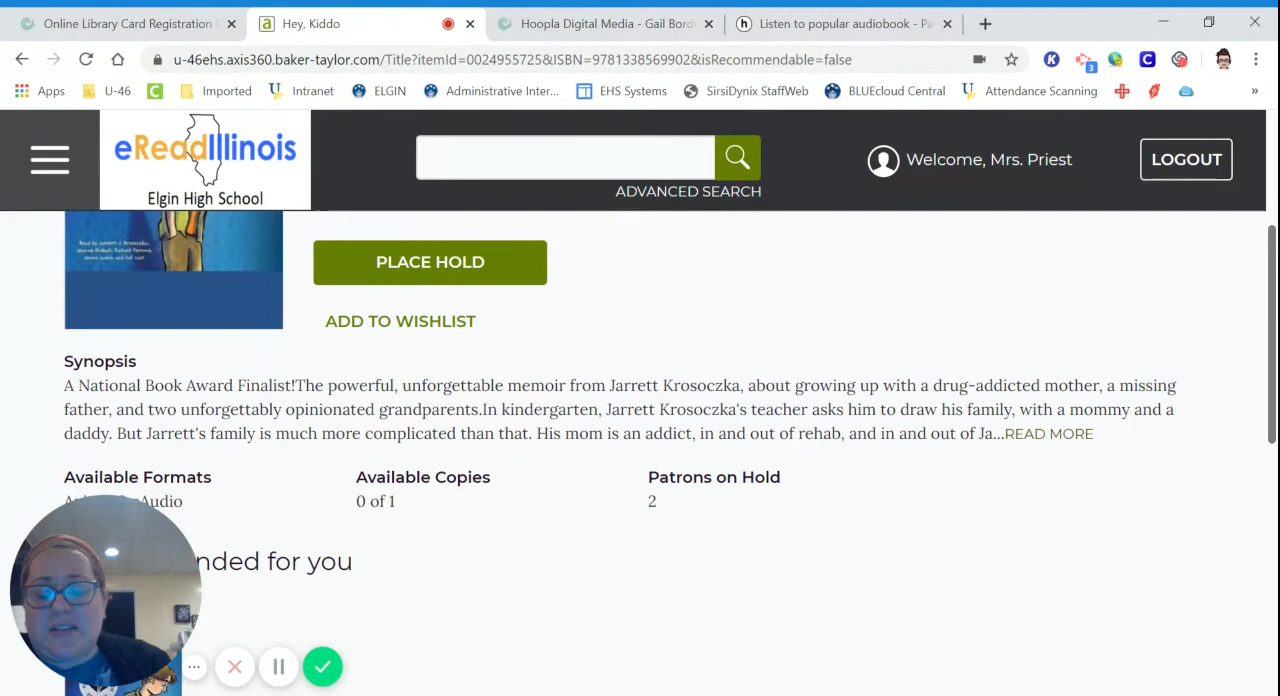 Online Library Card Registration
Hey, Kiddo
Hoopla Digital Media - Gail Bord
Listen to popular audiobook - Pa
u-46ehs.axis360.baker-taylor.com/Title?itemId=0024955725&ISBN=9781338569902&isRecommendable=false
Apps
U-46
Imported
Intranet
ELGIN
Administrative Inter...
EHS Systems
SirsiDynix StaffWeb
BLUEcloud Central
Attendance Scanning
»
eReadIllinois
Elgin High School
ADVANCED SEARCH
Welcome, Mrs. Priest
LOGOUT
PLACE HOLD
ADD TO WISHLIST
Synopsis
A National Book Award Finalist!The powerful, unforgettable memoir from Jarrett Krosoczka, about growing up with a drug-addicted mother, a missing
father, and two unforgettably opinionated grandparents.In kindergarten, Jarrett Krosoczka's teacher asks him to draw his family, with a mommy and a
daddy. But Jarrett's family is much more complicated than that. His mom is an addict, in and out of rehab, and in and out of Ja...READ MORE
Available Formats Available Copies Patrons on Hold
Audio 0 of 1 2
nded for you